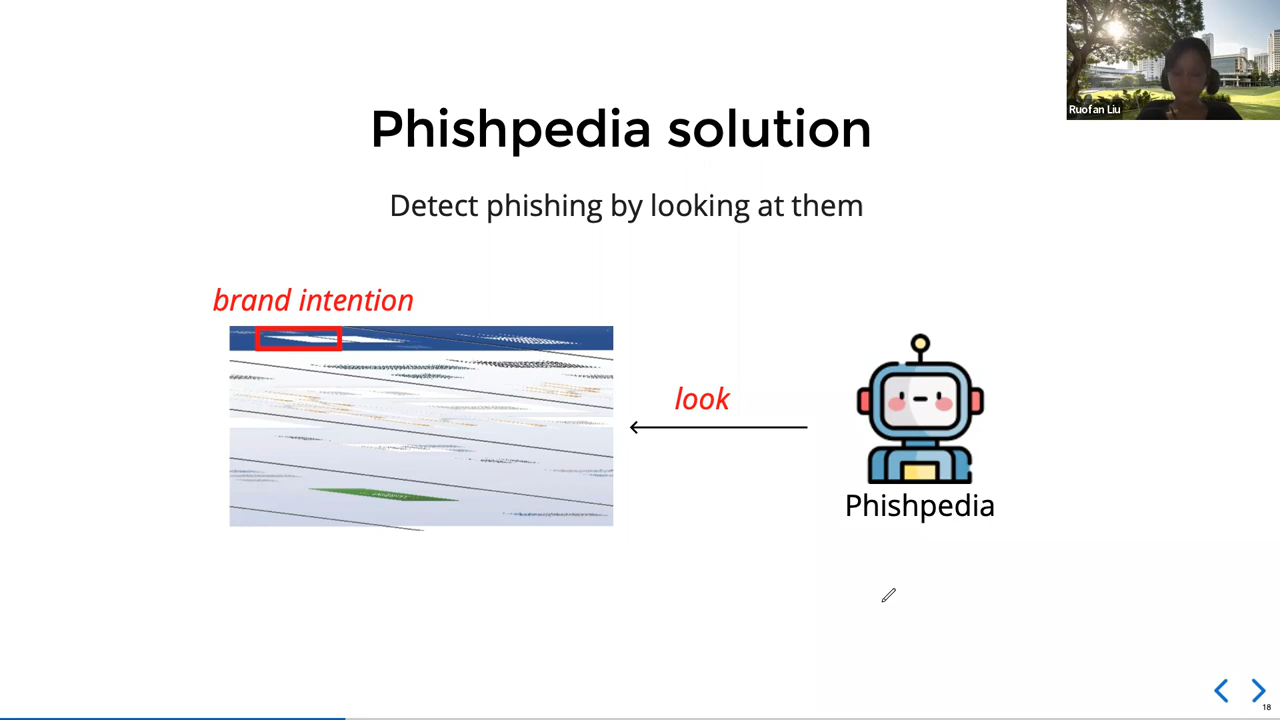 Ruofan Liu
Phishpedia solution
Detect phishing by looking at them
brand intention
look
Phishpedia
18